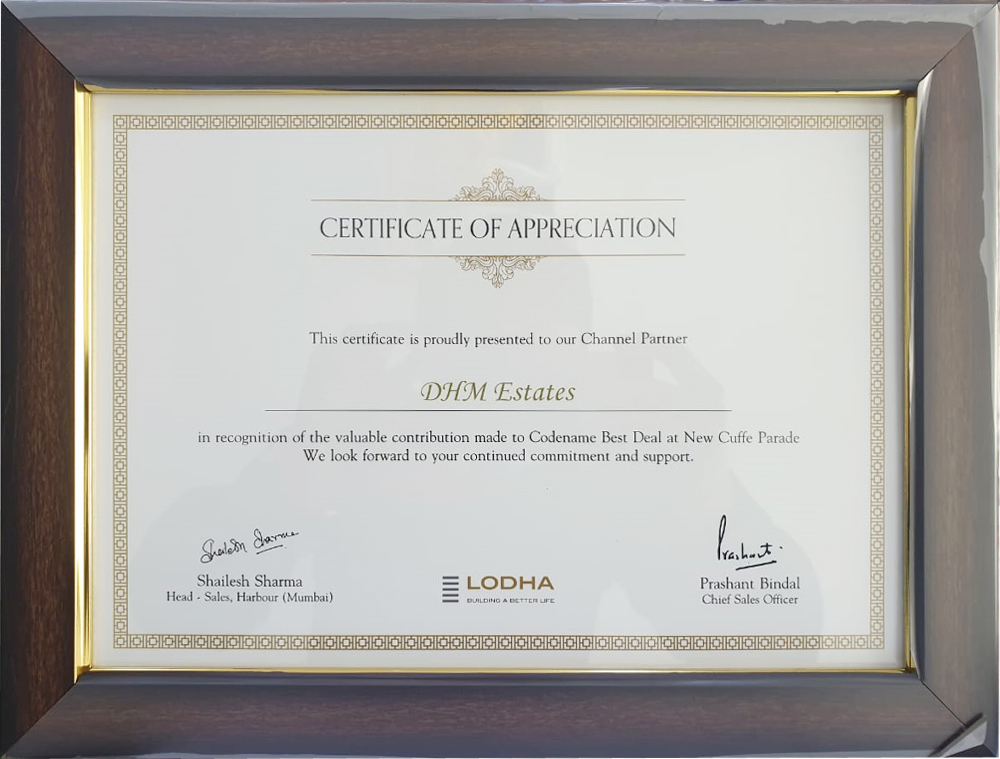 CERTIFICATE OF APPRECIATION
This certificate is proudly presented to our Channel Partner
DHM Estates
in recognition of the valuable contribution made to Codename Best Deal at New Cuffe Parade
We look forward to your continued commitment and support.
Shailesh Sharma
Shailesh Sharma
Head - Sales, Harbour (Mumbai)
LODHA
BUILDING A BETTER LIFE
Prashant
Prashant Bindal
Chief Sales Officer